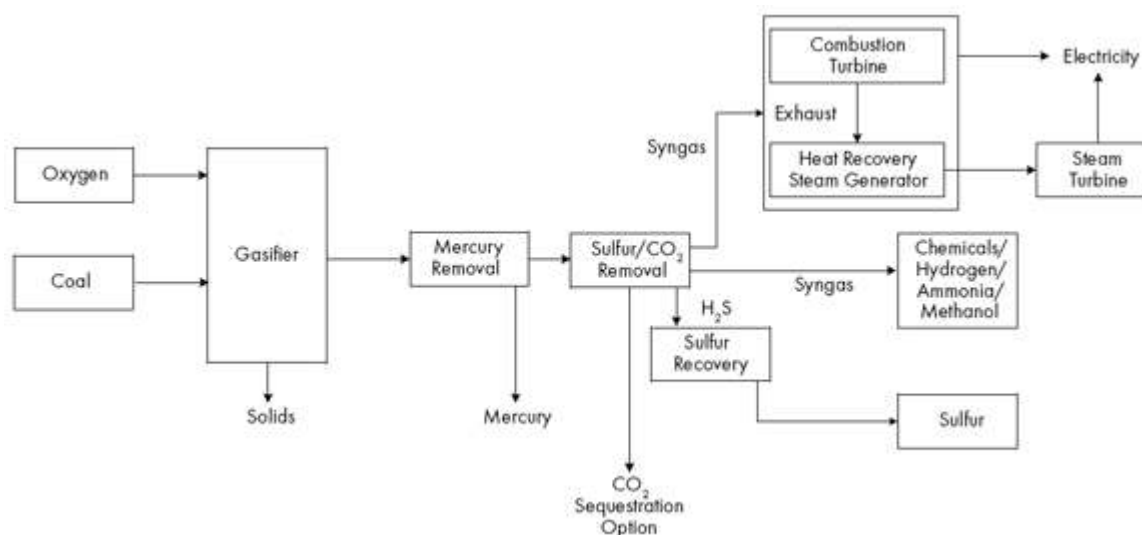 Combustion
Turbine
Electricity
Exhaust
Syngas
Heat Recovery
Steam Generator
Steam
Turbine
Oxygen
Coal
Gasifier
Mercury
Removal
Sulfur/CO₂
Removal
Syngas
Chemicals/
Hydrogen/
Ammonia/
Methanol
H₂S
Sulfur
Recovery
Solids
Mercury
Sulfur
CO₂
Sequestration
Option